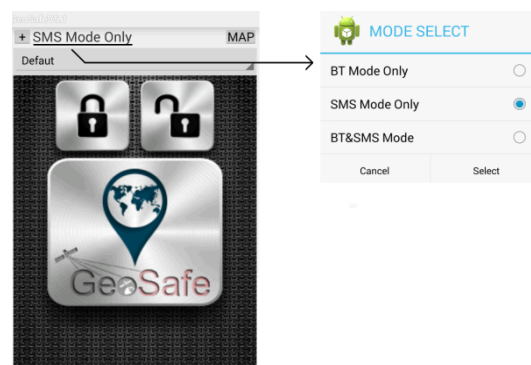 + SMS Mode Only MAP
Defaut
GeoSafe
MODE SELECT
BT Mode Only
SMS Mode Only
BT&SMS Mode
Cancel Select